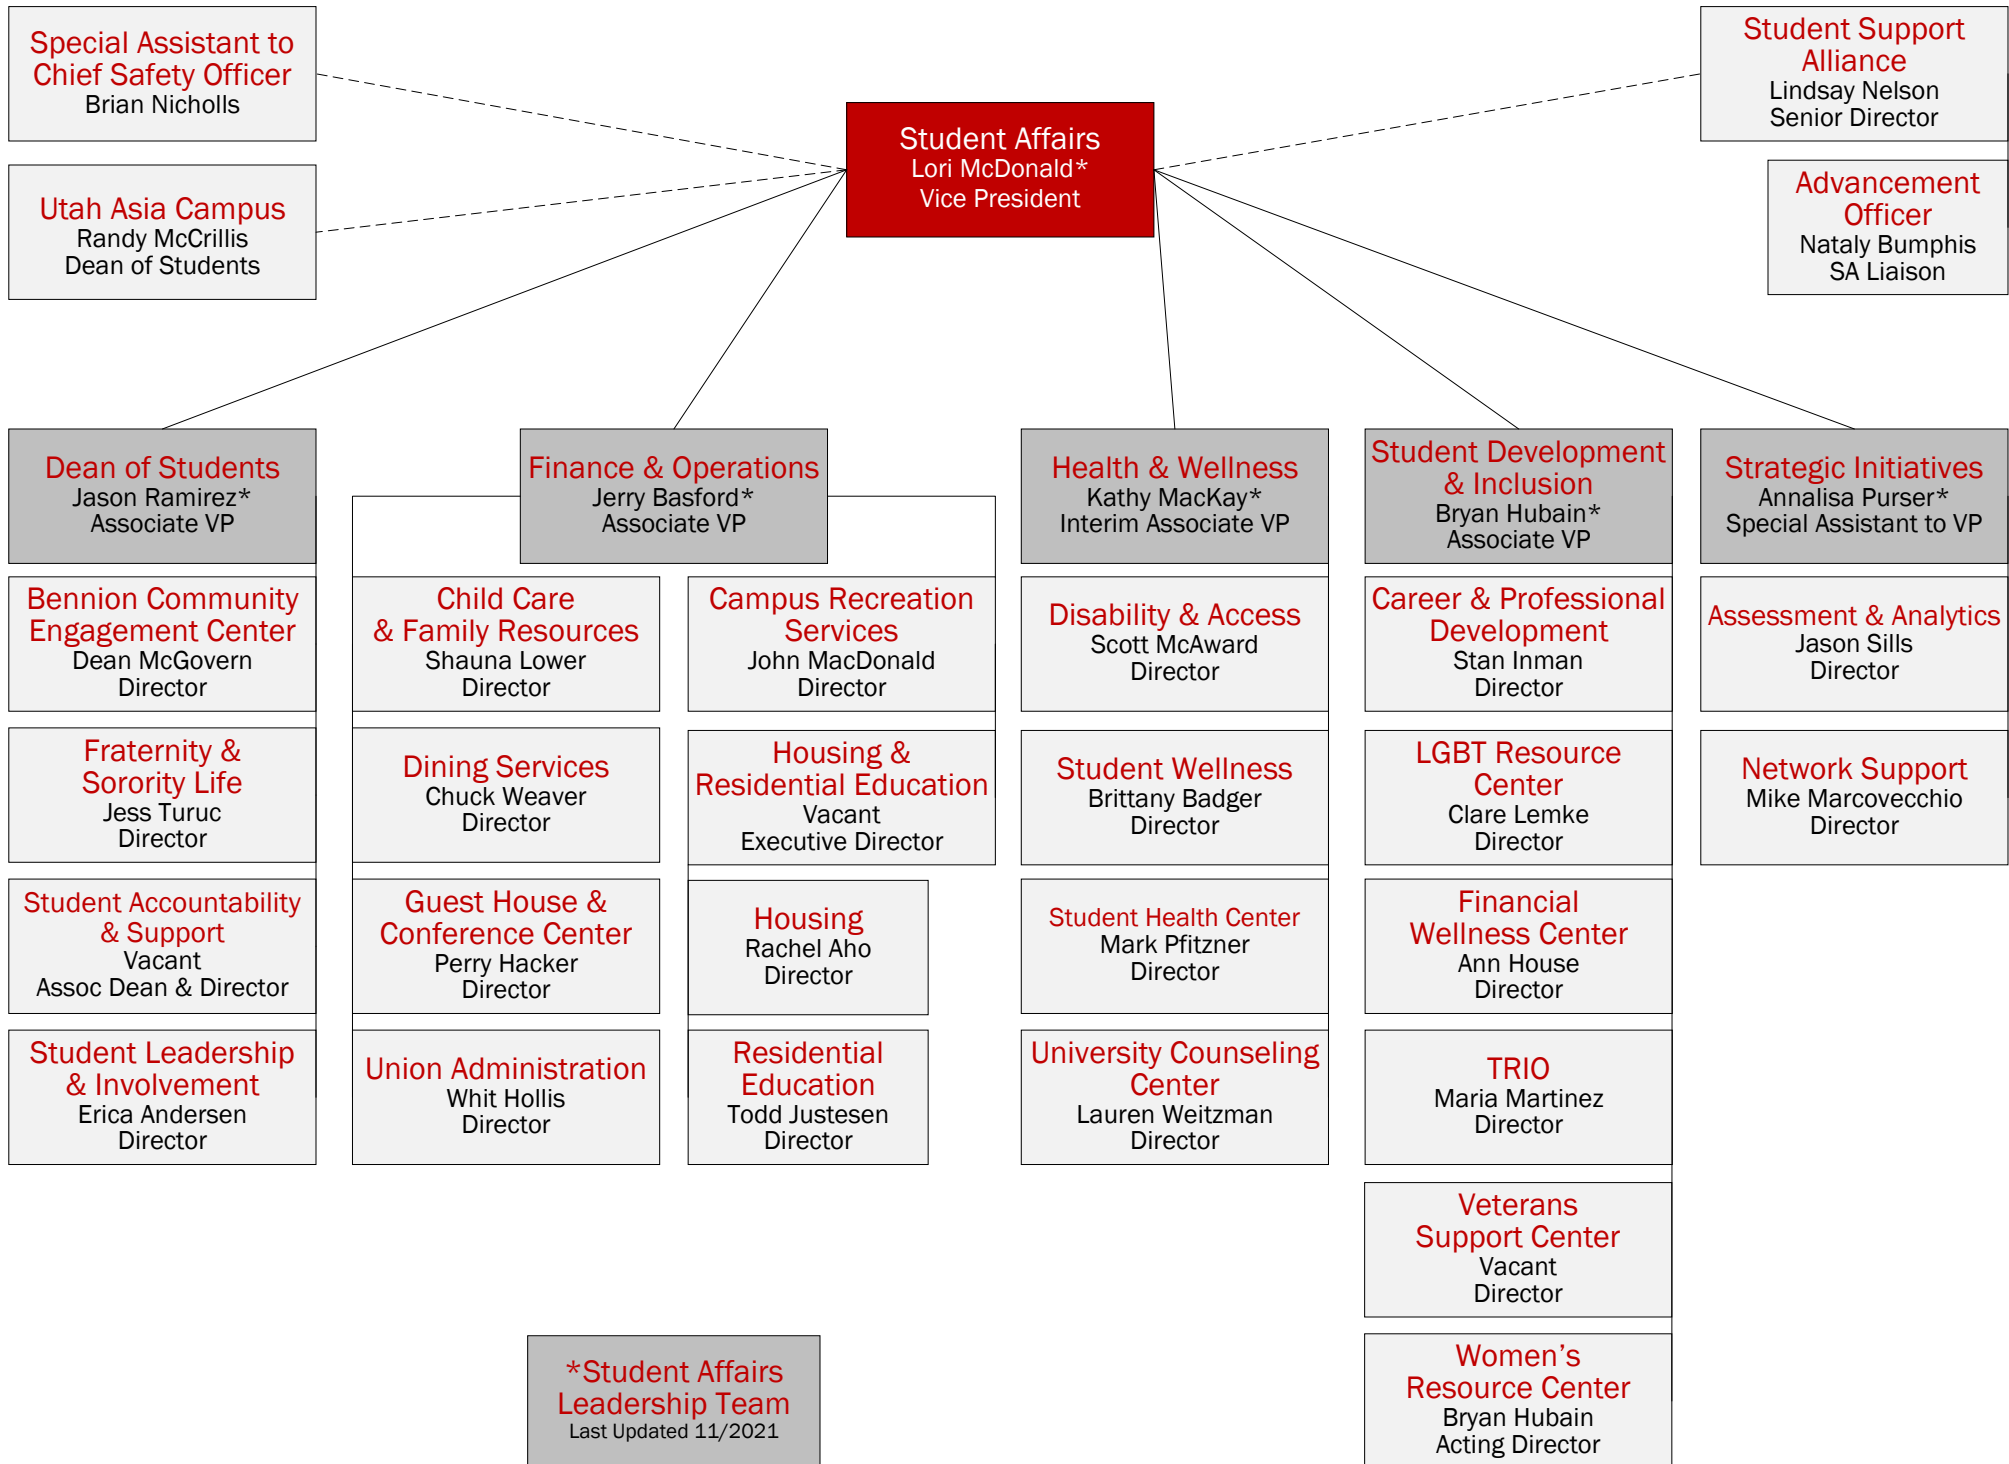 Special Assistant to
Chief Safety Officer
Brian Nicholls
Student Support
Alliance
Lindsay Nelson
Senior Director
Student Affairs
Lori McDonald*
Vice President
Utah Asia Campus
Randy McCrillis
Dean of Students
Advancement
Officer
Nataly Bumphis
SA Liaison
Dean of Students
Jason Ramirez*
Associate VP
Finance & Operations
Jerry Basford*
Associate VP
Health & Wellness
Kathy MacKay*
Interim Associate VP
Student Development
& Inclusion
Bryan Hubain*
Associate VP
Strategic Initiatives
Annalisa Purser*
Special Assistant to VP
Bennion Community
Engagement Center
Dean McGovern
Director
Child Care
& Family Resources
Shauna Lower
Director
Campus Recreation
Services
John MacDonald
Director
Disability & Access
Scott McAward
Director
Career & Professional
Development
Stan Inman
Director
Assessment & Analytics
Jason Sills
Director
Fraternity &
Sorority Life
Jess Turuc
Director
Dining Services
Chuck Weaver
Director
Housing &
Residential Education
Vacant
Executive Director
Student Wellness
Brittany Badger
Director
LGBT Resource
Center
Clare Lemke
Director
Network Support
Mike Marcovecchio
Director
Student Accountability
& Support
Vacant
Assoc Dean & Director
Guest House &
Conference Center
Perry Hacker
Director
Housing
Rachel Aho
Director
Student Health Center
Mark Pfitzner
Director
Financial
Wellness Center
Ann House
Director
Student Leadership
& Involvement
Erica Andersen
Director
Union Administration
Whit Hollis
Director
Residential
Education
Todd Justesen
Director
University Counseling
Center
Lauren Weitzman
Director
TRIO
Maria Martinez
Director
Veterans
Support Center
Vacant
Director
*Student Affairs
Leadership Team
Last Updated 11/2021
Women's
Resource Center
Bryan Hubain
Acting Director